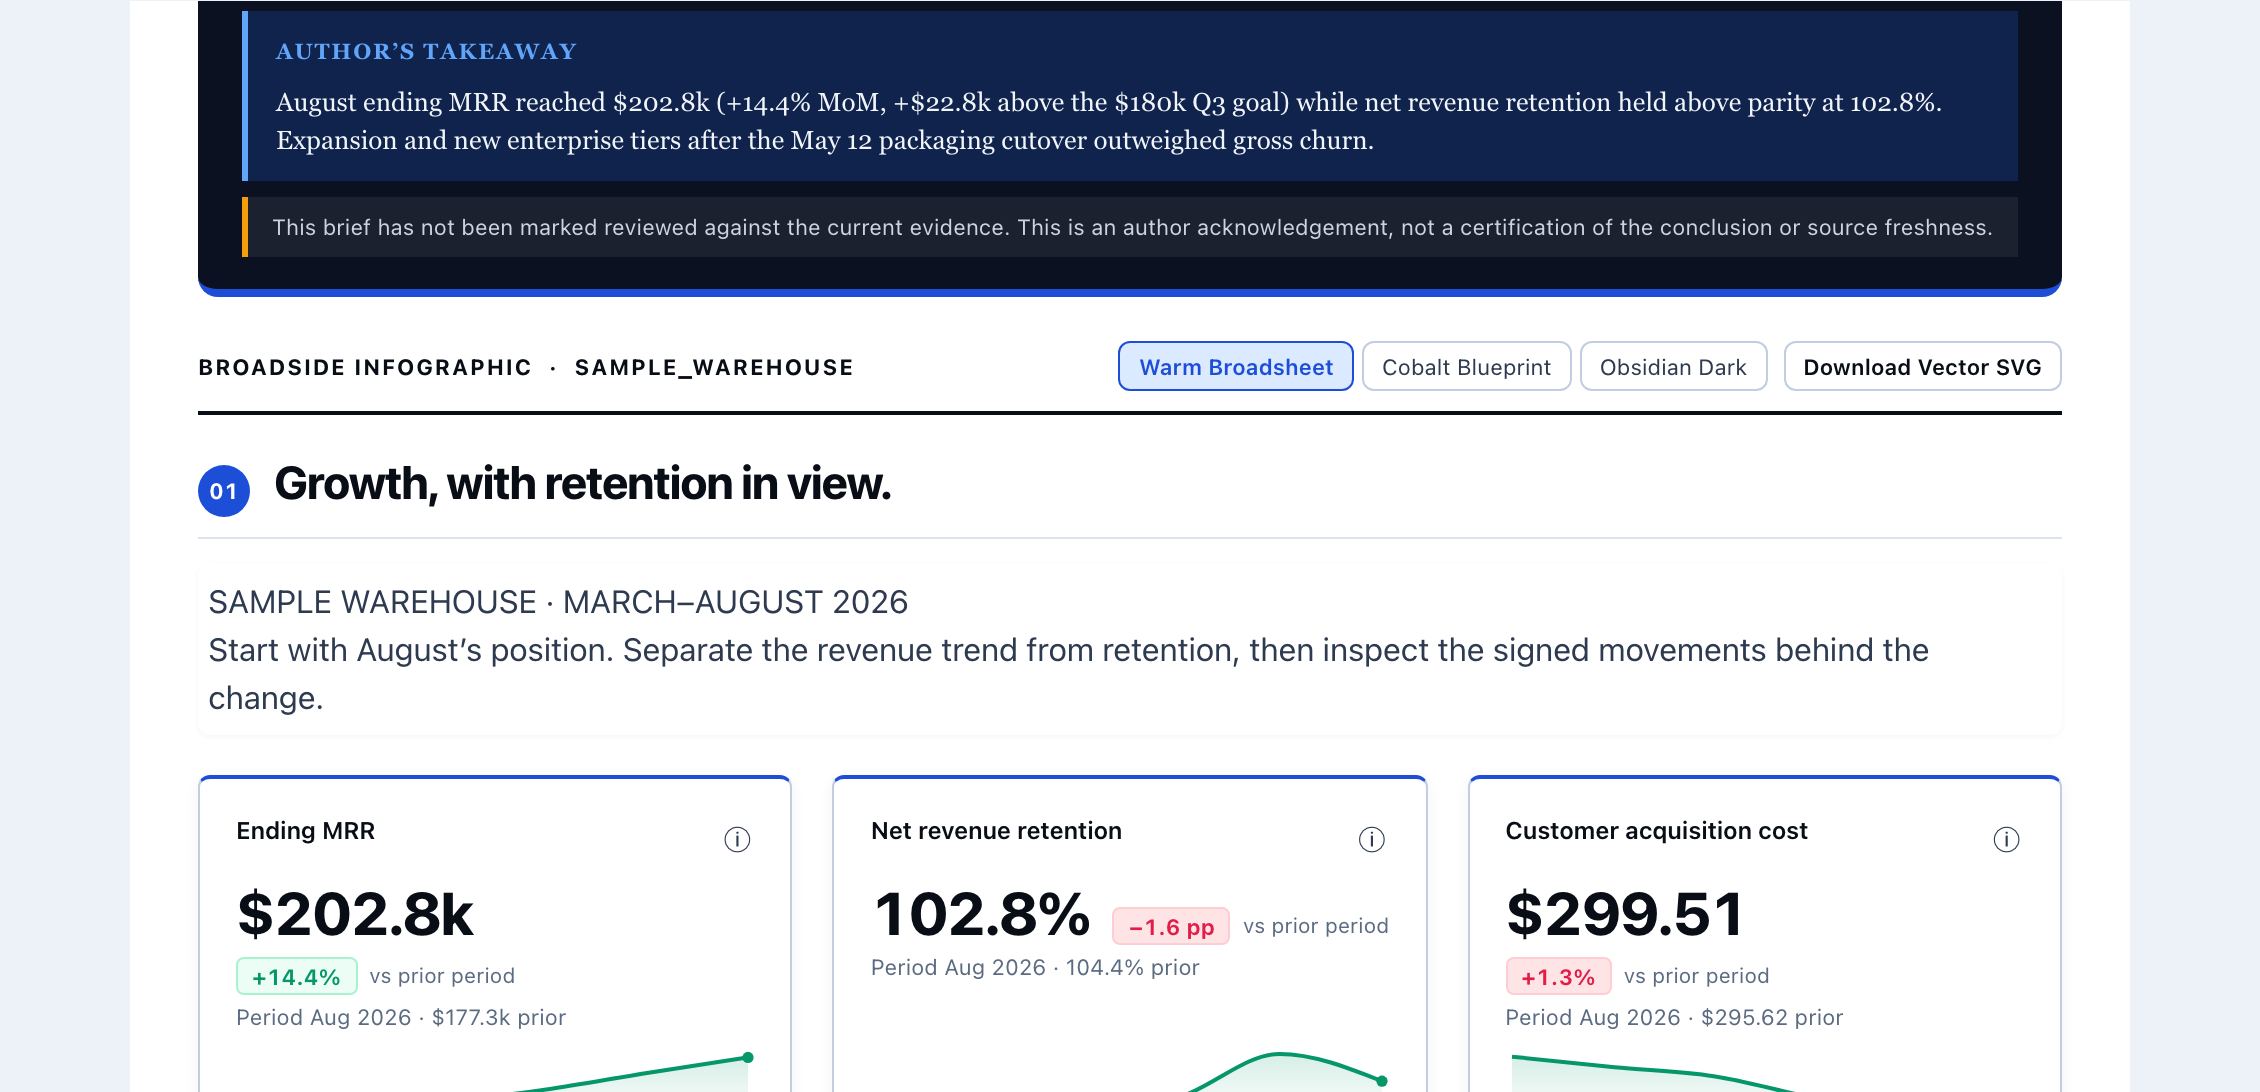 AUTHOR’S TAKEAWAY
August ending MRR reached $202.8k (+14.4% MoM, +$22.8k above the $180k Q3 goal) while net revenue retention held above parity at 102.8%.
Expansion and new enterprise tiers after the May 12 packaging cutover outweighed gross churn.
This brief has not been marked reviewed against the current evidence. This is an author acknowledgement, not a certification of the conclusion or source freshness.
BROADSIDE INFOGRAPHIC · SAMPLE_WAREHOUSE
Warm Broadsheet
Cobalt Blueprint
Obsidian Dark
Download Vector SVG
01 Growth, with retention in view.
SAMPLE WAREHOUSE · MARCH–AUGUST 2026
Start with August’s position. Separate the revenue trend from retention, then inspect the signed movements behind the
change.
Ending MRR
$202.8k
+14.4% vs prior period
Period Aug 2026 · $177.3k prior
Net revenue retention
102.8% −1.6 pp vs prior period
Period Aug 2026 · 104.4% prior
Customer acquisition cost
$299.51
+1.3% vs prior period
Period Aug 2026 · $295.62 prior